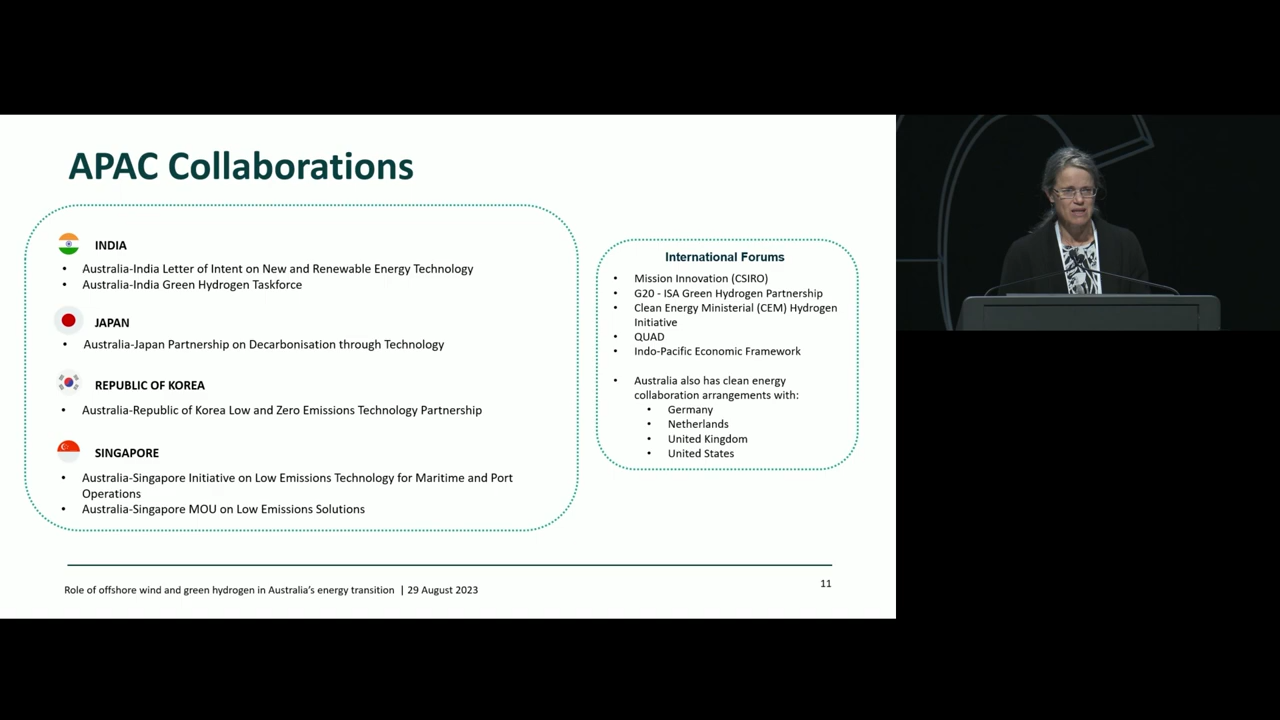 APAC Collaborations
INDIA
• Australia-India Letter of Intent on New and Renewable Energy Technology
• Australia-India Green Hydrogen Taskforce
JAPAN
• Australia-Japan Partnership on Decarbonisation through Technology
REPUBLIC OF KOREA
• Australia-Republic of Korea Low and Zero Emissions Technology Partnership
SINGAPORE
• Australia-Singapore Initiative on Low Emissions Technology for Maritime and Port
Operations
• Australia-Singapore MOU on Low Emissions Solutions
International Forums
• Mission Innovation (CSIRO)
• G20 - ISA Green Hydrogen Partnership
• Clean Energy Ministerial (CEM) Hydrogen
Initiative
• QUAD
• Indo-Pacific Economic Framework
• Australia also has clean energy
collaboration arrangements with:
• Germany
• Netherlands
• United Kingdom
• United States
Role of offshore wind and green hydrogen in Australia's energy transition | 29 August 2023
11